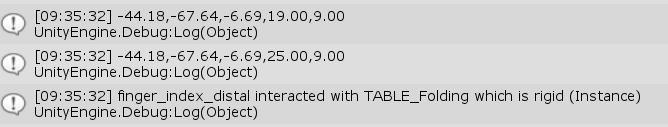 [09:35:32] -44.18,-67.64,-6.69,19.00,9.00
UnityEngine.Debug:Log(Object)
[09:35:32] -44.18,-67.64,-6.69,25.00,9.00
UnityEngine.Debug:Log(Object)
[09:35:32] finger_index_distal interacted with TABLE_Folding which is rigid (Instance)
UnityEngine.Debug:Log(Object)